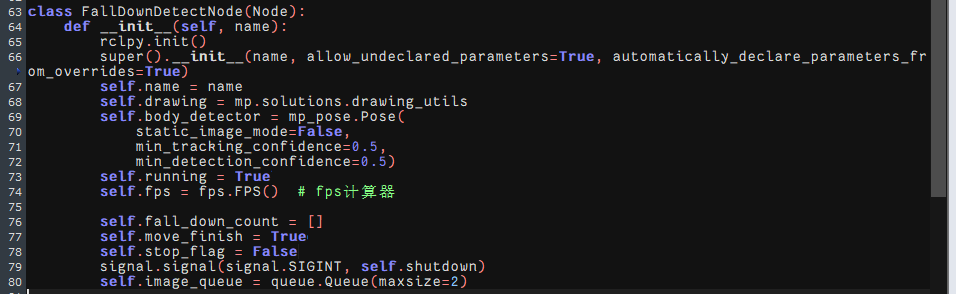 63 class FallDownDetectNode(Node):
64     def __init__(self, name):
65         rclpy.init()
66         super().__init__(name, allow_undeclared_parameters=True, automatically_declare_parameters_fr
om_overrides=True)
67         self.name = name
68         self.drawing = mp.solutions.drawing_utils
69         self.body_detector = mp_pose.Pose(
70             static_image_mode=False,
71             min_tracking_confidence=0.5,
72             min_detection_confidence=0.5)
73         self.running = True
74         self.fps = fps.FPS()  # fps计算器
75
76         self.fall_down_count = []
77         self.move_finish = True
78         self.stop_flag = False
79         signal.signal(signal.SIGINT, self.shutdown)
80         self.image_queue = queue.Queue(maxsize=2)